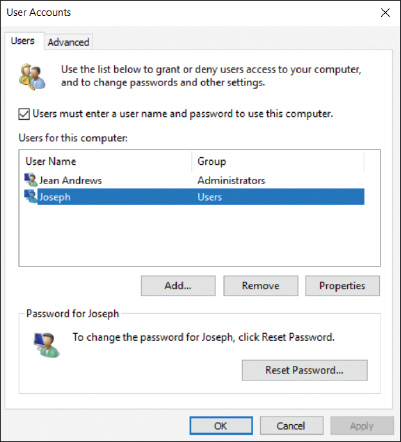 User Accounts
Users Advanced
Use the list below to grant or deny users access to your computer,
and to change passwords and other settings.
Users must enter a user name and password to use this computer.
Users for this computer:
User Name Group
Jean Andrews Administrators
Joseph Users
Add... Remove Properties
Password for Joseph
To change the password for Joseph, click Reset Password.
Reset Password...
OK Cancel Apply